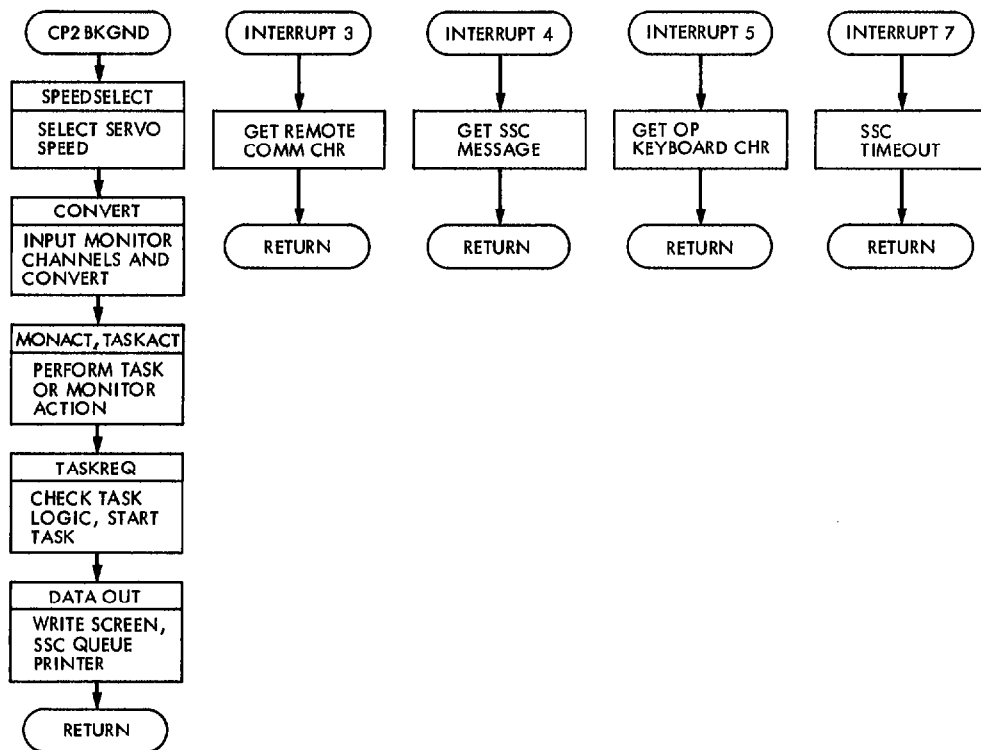 CP2 BKGND
SPEEDSELECT
SELECT SERVO
SPEED
CONVERT
INPUT MONITOR
CHANNELS AND
CONVERT
MONACT, TASKACT
PERFORM TASK
OR MONITOR
ACTION
TASKREQ
CHECK TASK
LOGIC, START
TASK
DATA OUT
WRITE SCREEN,
SSC QUEUE
PRINTER
RETURN
INTERRUPT 3
GET REMOTE
COMM CHR
RETURN
INTERRUPT 4
GET SSC
MESSAGE
RETURN
INTERRUPT 5
GET OP
KEYBOARD CHR
RETURN
INTERRUPT 7
SSC
TIMEOUT
RETURN